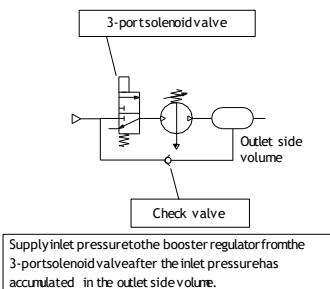 3-port solenoid valve
Outlet side
volume
Check valve
Supply inlet pressure to the booster regulator from the
3-port solenoid valve after the inlet pressure has
accumulated in the outlet side volume.